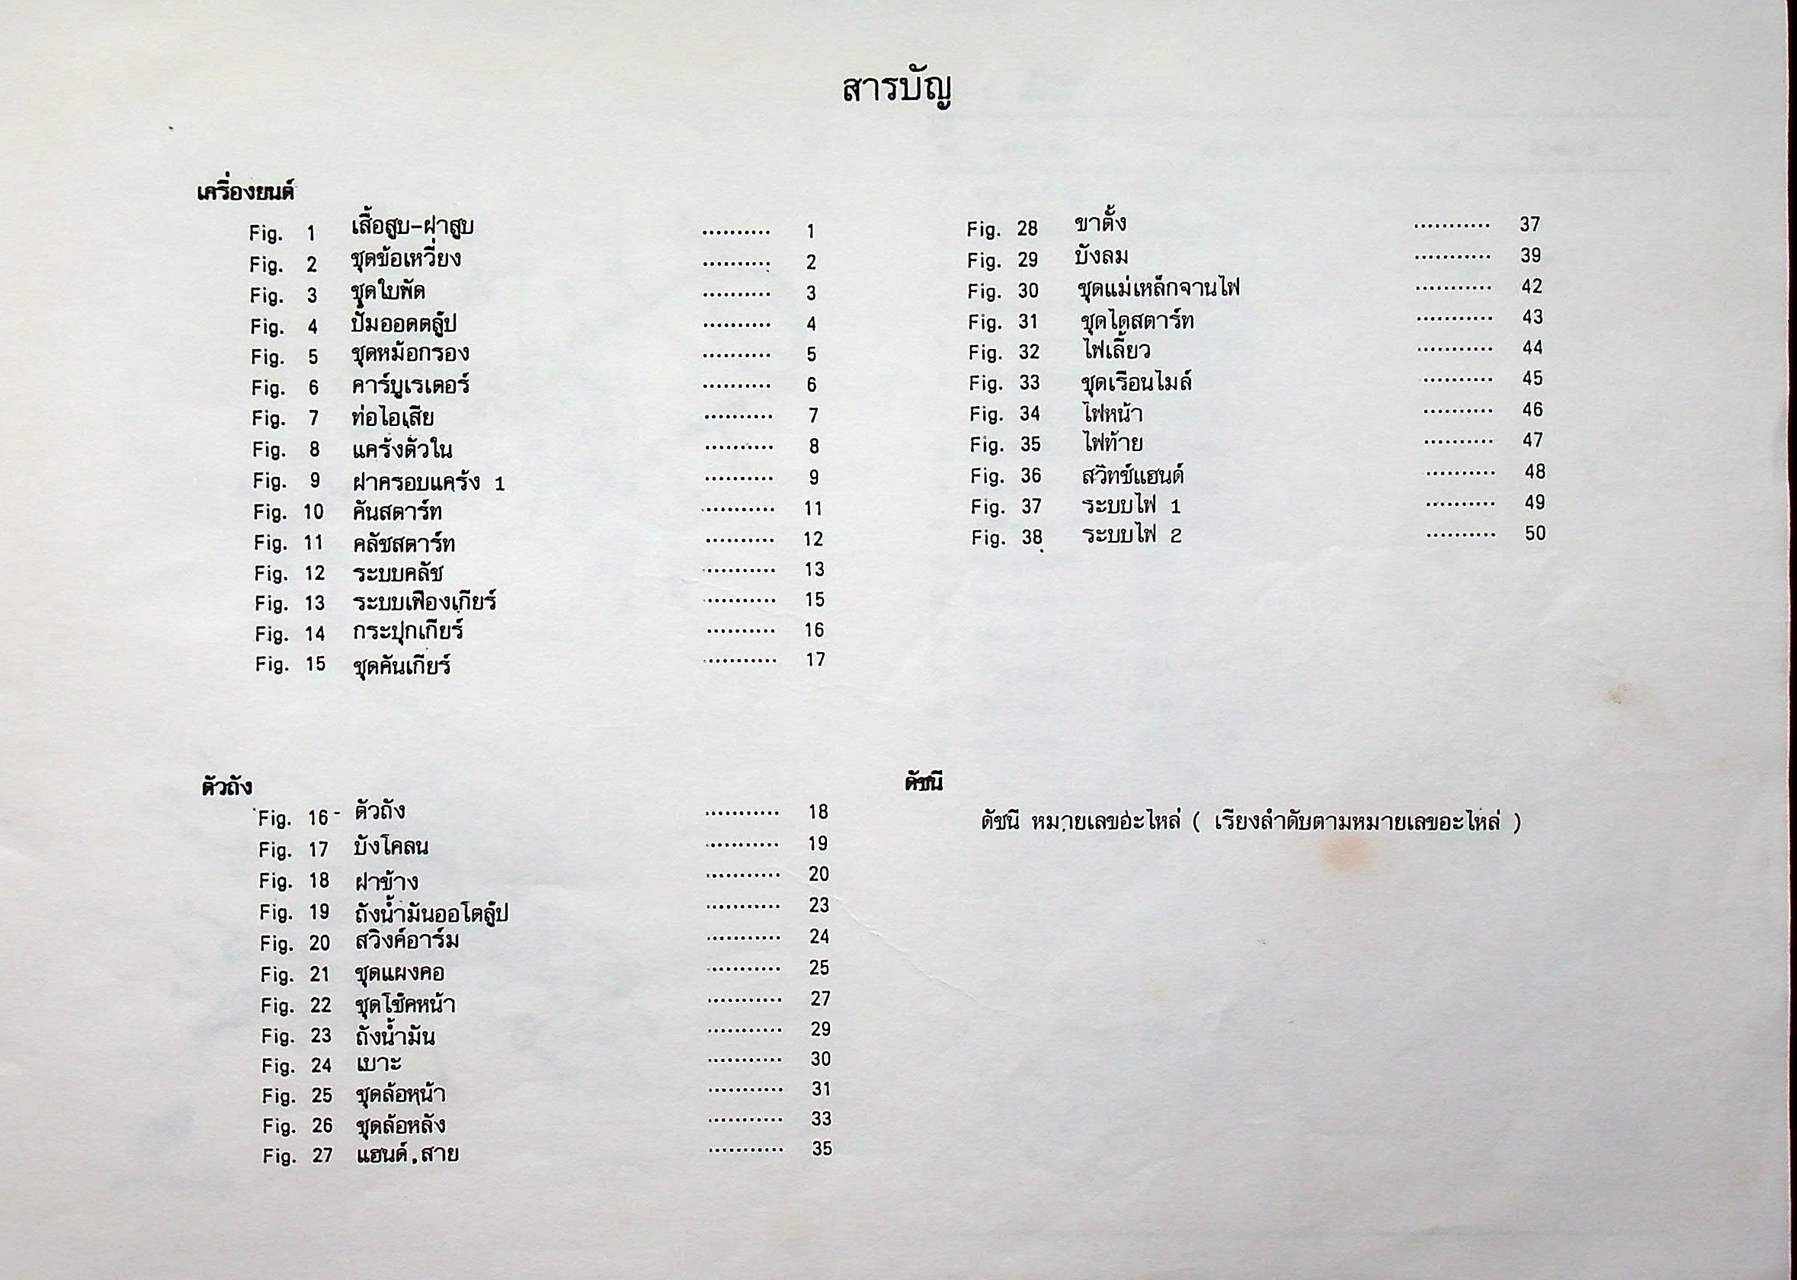 สารบัญ
เครื่องยนต์
Fig. 1 เสื้อสูบ-ฝาสูบ .......... 1
Fig. 2 ชุดข้อเหวี่ยง .......... 2
Fig. 3 ชุดใบพัด .......... 3
Fig. 4 ปั๊มออดตลู๊ป .......... 4
Fig. 5 ชุดหม้อกรอง .......... 5
Fig. 6 คาร์บูเรเตอร์ .......... 6
Fig. 7 ท่อไอเสีย .......... 7
Fig. 8 แคร้งตัวใน .......... 8
Fig. 9 ฝาครอบแคร้ง 1 .......... 9
Fig. 10 คันสตาร์ท .......... 11
Fig. 11 คลัชสตาร์ท .......... 12
Fig. 12 ระบบคลัช .......... 13
Fig. 13 ระบบเฟืองเกียร์ .......... 15
Fig. 14 กระปุกเกียร์ .......... 16
Fig. 15 ชุดคันเกียร์ .......... 17
ตัวถัง
Fig. 16 - ตัวถัง ........... 18
Fig. 17 บังโคลน ........... 19
Fig. 18 ฝาข้าง ........... 20
Fig. 19 ถังน้ำมันออโตลู๊ป ........... 23
Fig. 20 สวิงค์อาร์ม ........... 24
Fig. 21 ชุดแผงคอ ........... 25
Fig. 22 ชุดโช๊คหน้า ........... 27
Fig. 23 ถังน้ำมัน ........... 29
Fig. 24 เบาะ ........... 30
Fig. 25 ชุดล้อหน้า ........... 31
Fig. 26 ชุดล้อหลัง ........... 33
Fig. 27 แฮนด์,สาย ........... 35
Fig. 28 ขาตั้ง ........... 37
Fig. 29 บังลม ........... 39
Fig. 30 ชุดแม่เหล็กจานไฟ ........... 42
Fig. 31 ชุดไดสตาร์ท ........... 43
Fig. 32 ไฟเลี้ยว ........... 44
Fig. 33 ชุดเรือนไมล์ .......... 45
Fig. 34 ไฟหน้า .......... 46
Fig. 35 ไฟท้าย .......... 47
Fig. 36 สวิทช์แฮนด์ .......... 48
Fig. 37 ระบบไฟ 1 .......... 49
Fig. 38 ระบบไฟ 2 .......... 50
ดัชนี
ดัชนี หมายเลขอะไหล่ ( เรียงลำดับตามหมายเลขอะไหล่ )